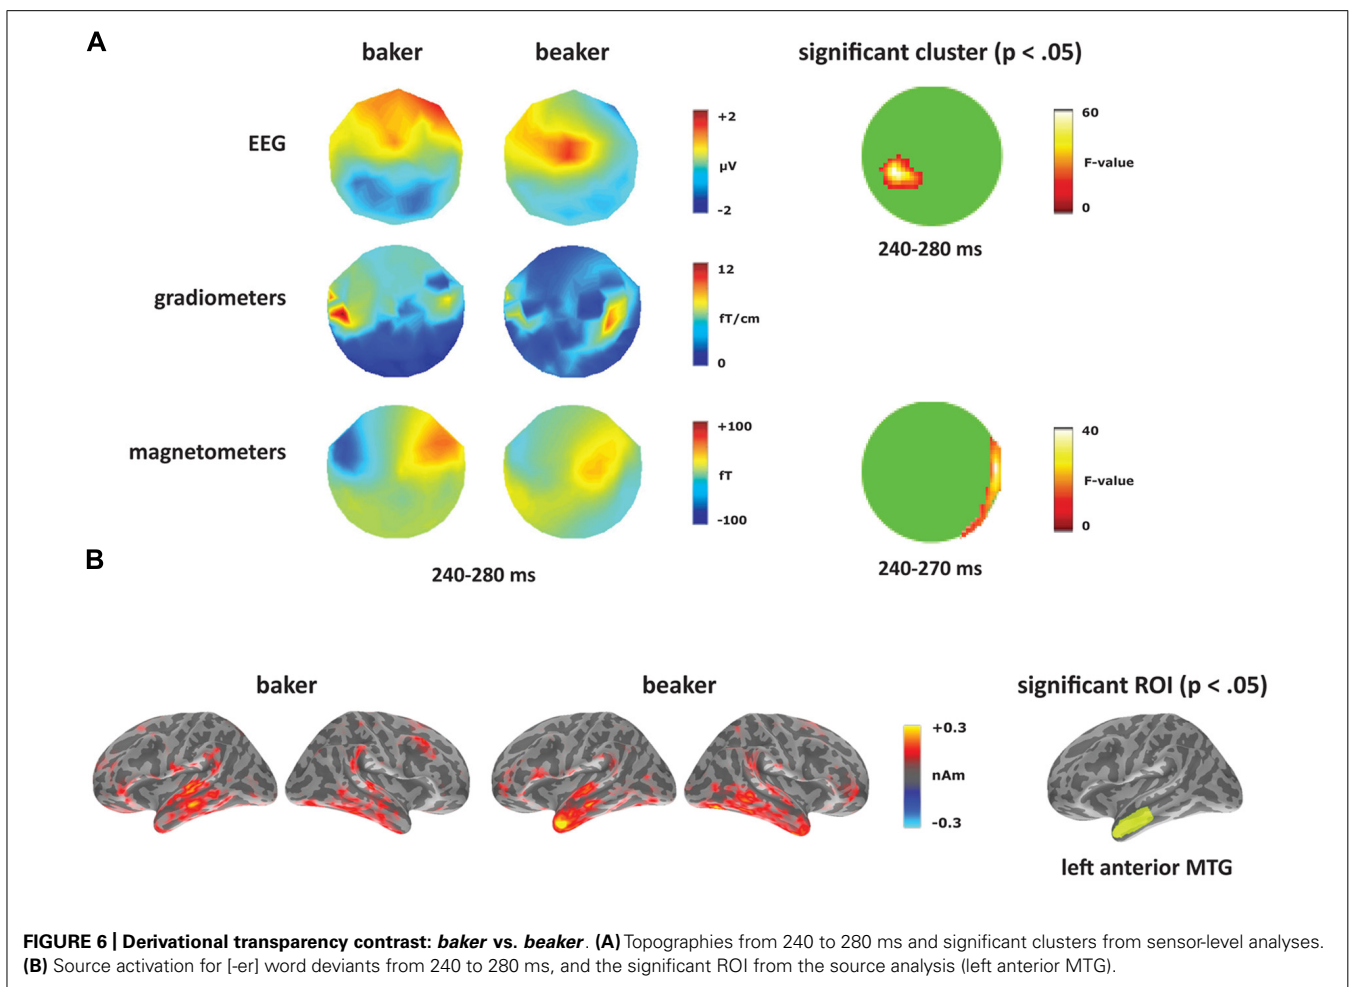 A
baker
beaker
significant cluster (p < .05)
EEG
+2
µV
-2
60
F-value
0
240-280 ms
gradiometers
12
fT/cm
0
magnetometers
+100
fT
-100
40
F-value
0
240-280 ms
240-270 ms
B
baker
beaker
significant ROI (p < .05)
+0.3
nAm
-0.3
left anterior MTG
FIGURE 6 | Derivational transparency contrast: baker vs. beaker. (A) Topographies from 240 to 280 ms and significant clusters from sensor-level analyses.
(B) Source activation for [-er] word deviants from 240 to 280 ms, and the significant ROI from the source analysis (left anterior MTG).